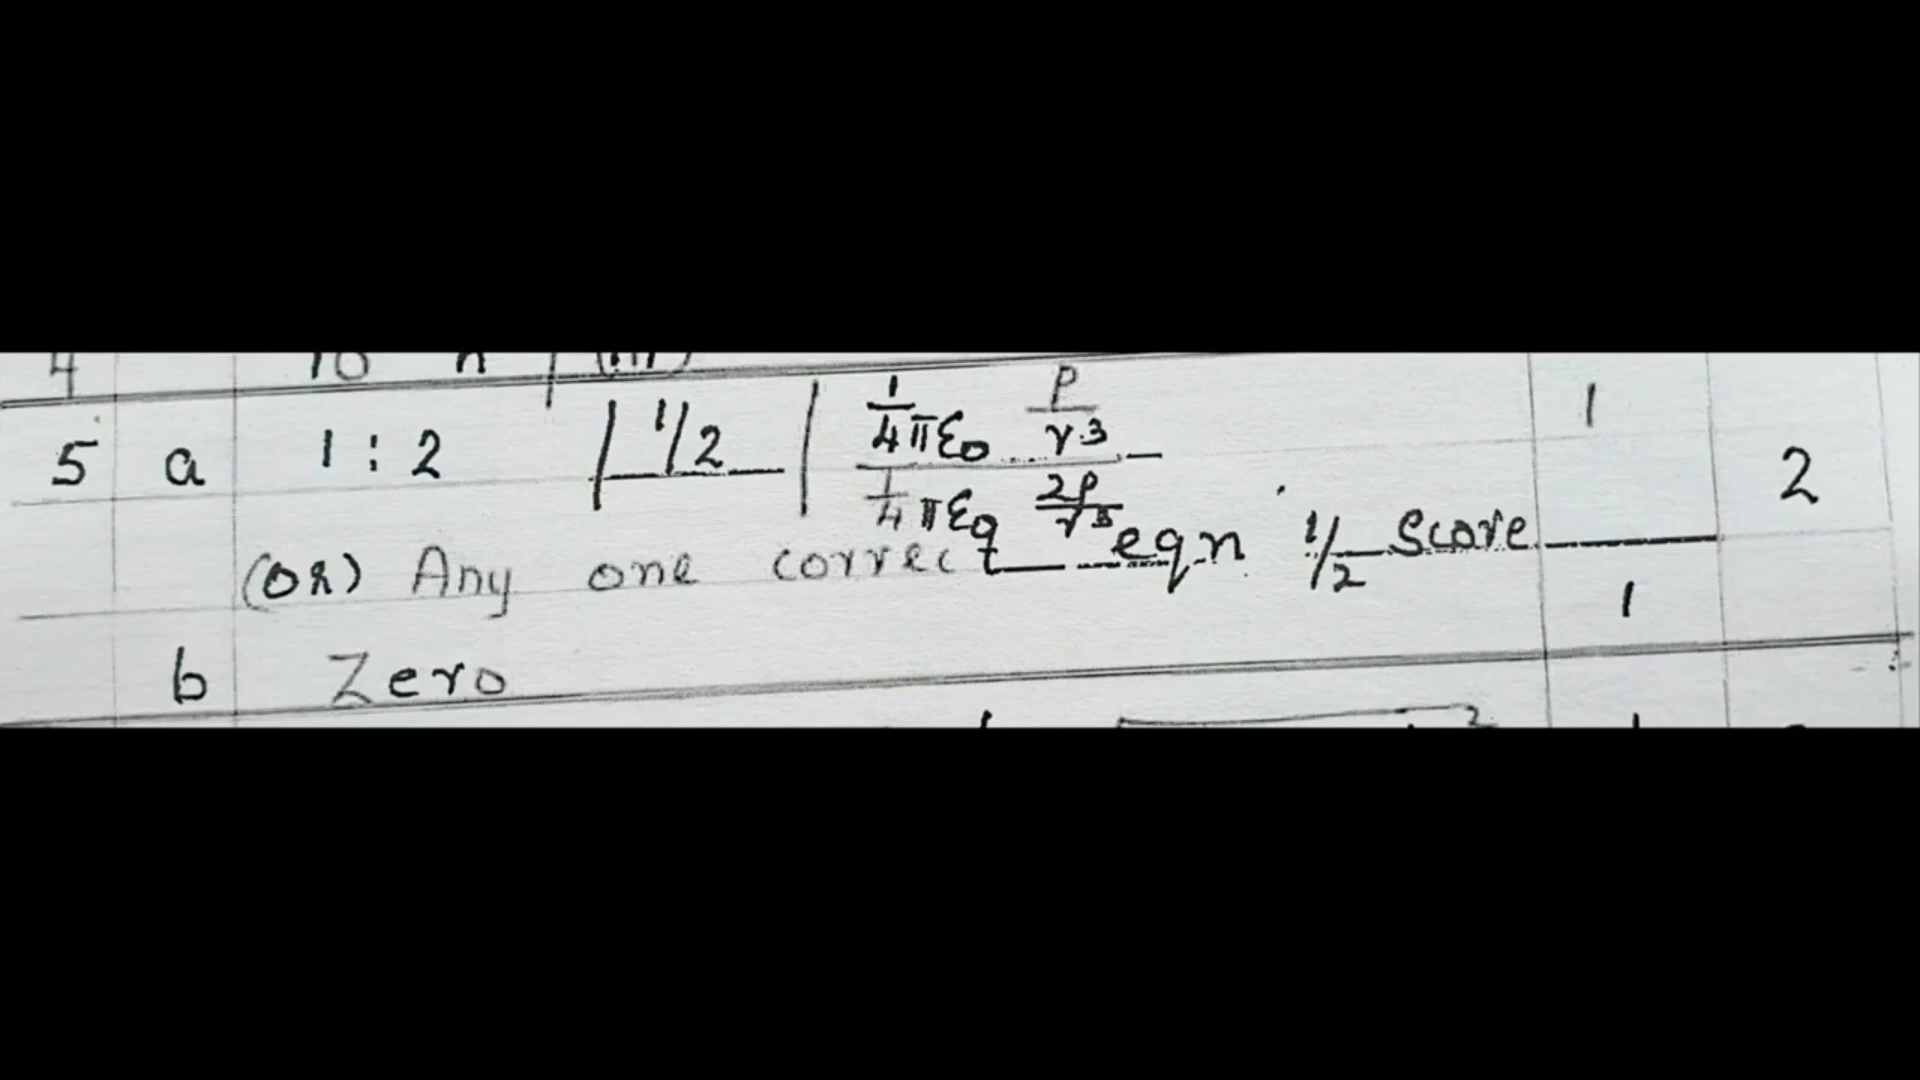 5 a 1 : 2 | 1/2 | 1/4πε0 P/r3 1
1/4πε0 2P/r3 2
(OR) Any one correct eqn 1/2 score
1
b Zero